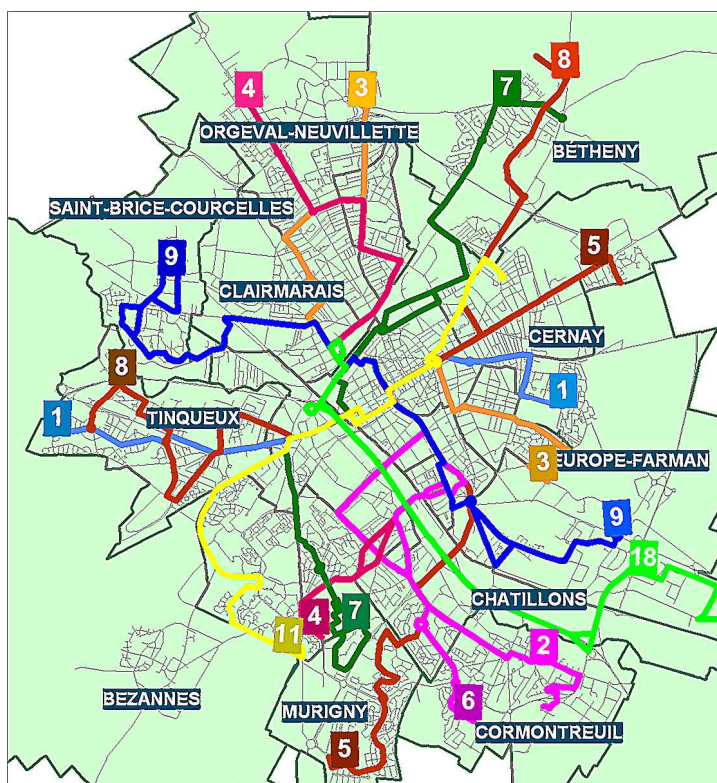 8
4
3
7
ORGEVAL-NEUVILLETTE
BÉTHENY
SAINT-BRICE-COURCELLES
5
9
CLAIRMARAIS
CERNAY
8
1
1
TINQUEUX
EUROPE-FARMAN
3
9
18
CHATILLONS
4
7
11
2
BEZANNES
6
MURIGNY
CORMONTREUIL
5